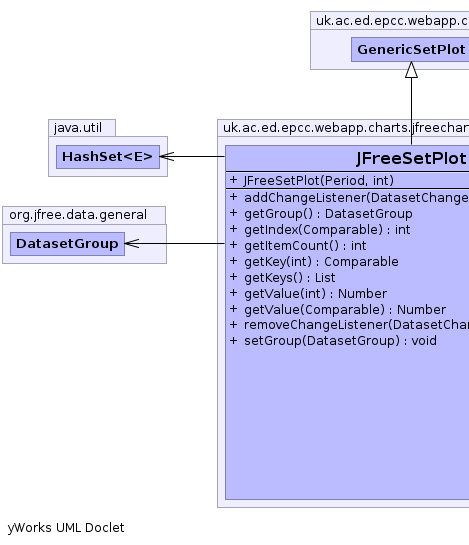 uk.ac.ed.epcc.webapp.c
GenericSetPlot
java.util
HashSet<E>
uk.ac.ed.epcc.webapp.charts.jfreechart
JFreeSetPlot
+ JFreeSetPlot(Period, int)
+ addChangeListener(DatasetChange
+ getGroup() : DatasetGroup
+ getIndex(Comparable) : int
+ getItemCount() : int
+ getKey(int) : Comparable
+ getKeys() : List
+ getValue(int) : Number
+ getValue(Comparable) : Number
+ removeChangeListener(DatasetChan
+ setGroup(DatasetGroup) : void
org.jfree.data.general
DatasetGroup
yWorks UML Doclet